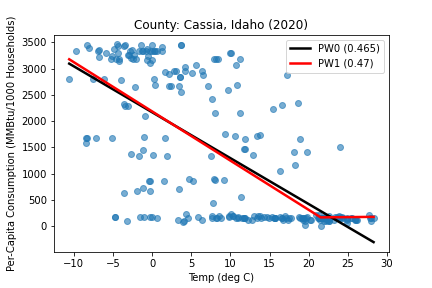 County: Cassia, Idaho (2020)
Per-Capita Consumption (MMBtu/1000 Households)
3500
3000
2500
2000
1500
1000
500
0
PW0 (0.465)
PW1 (0.47)
−10 −5 0 5 10 15 20 25 30
Temp (deg C)